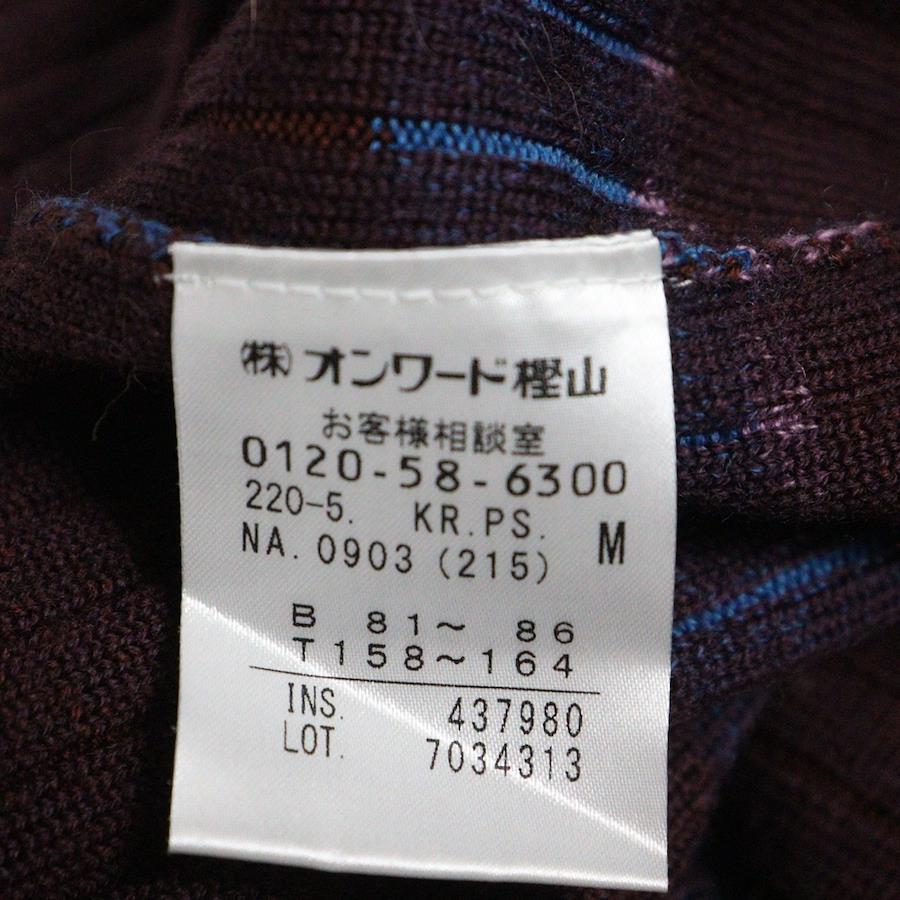 ㈱ オンワード樫山
お客様相談室
0120-58-6300
220-5. KR.PS. M
NA. 0903 (215)
B 81～ 86
T158～164
INS. 437980
LOT. 7034313